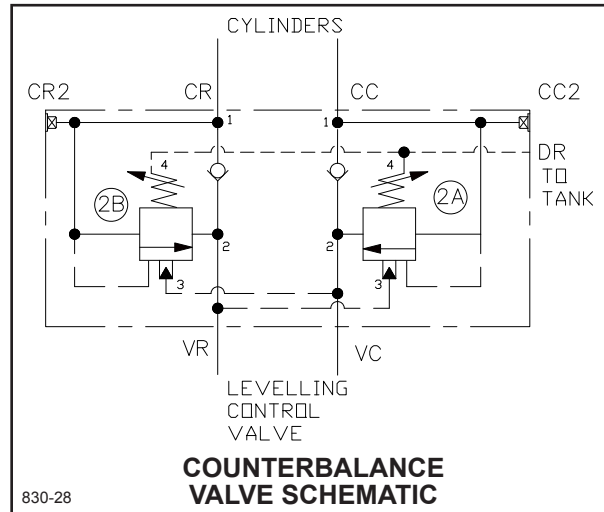 CYLINDERS
CR2 CR CC CC2
1 1
DR
TO
TANK
4 4
2B 2A
2 2
3 3
VR VC
LEVELLING
CONTROL
VALVE
COUNTERBALANCE
VALVE SCHEMATIC
830-28